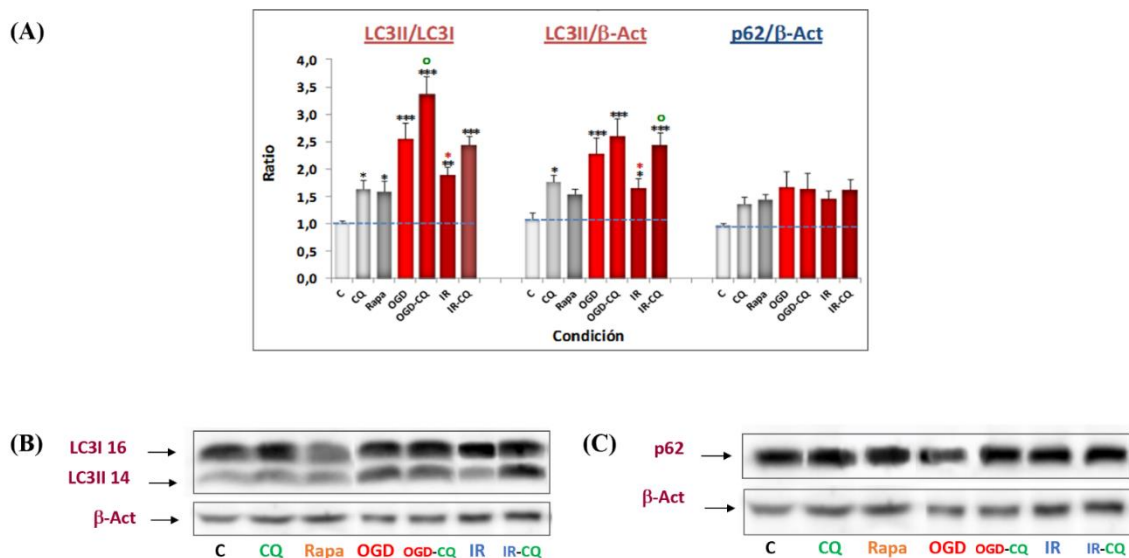 (A)
LC3II/LC3I LC3II/β-Act p62/β-Act
Ratio
4,0
3,5
3,0
2,5
2,0
1,5
1,0
0,5
0,0
*
*
***
o
***
*
**
***
*
***
***
*
*
o
***
C CQ Rapa OGD OGD-CQ IR IR-CQ C CQ Rapa OGD OGD-CQ IR IR-CQ C CQ Rapa OGD OGD-CQ IR IR-CQ
Condición
(B)
LC3I 16
LC3II 14
β-Act
C CQ Rapa OGD OGD-CQ IR IR-CQ
(C)
p62
β-Act
C CQ Rapa OGD OGD-CQ IR IR-CQ